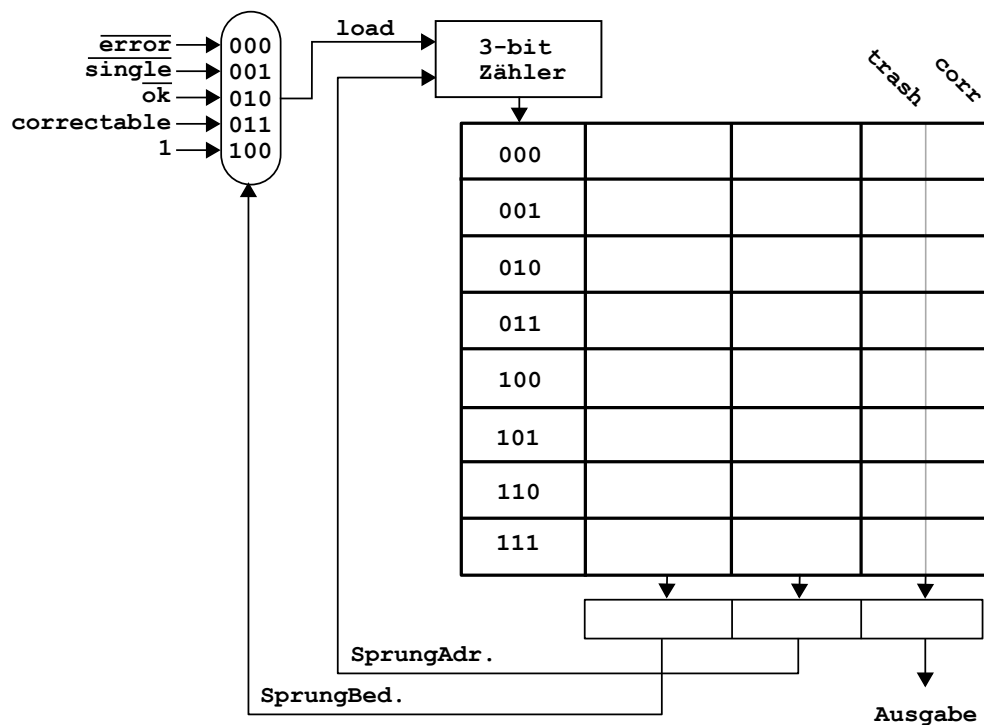 error
single
ok
correctable
1
000
001
010
011
100
load
3-bit
Zähler
trash
corr
000
001
010
011
100
101
110
111
SprungAdr.
SprungBed.
Ausgabe